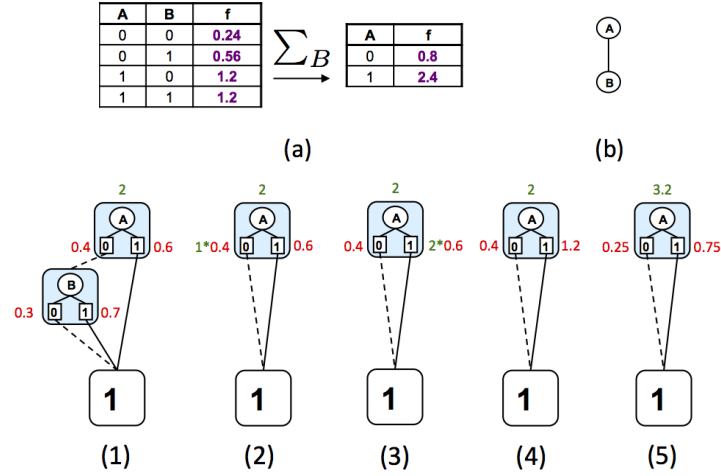 A B f
0 0 0.24
0 1 0.56
1 0 1.2
1 1 1.2
∑B
A f
0 0.8
1 2.4
A
B
(a)
(b)
2
A
0.4 0 1 0.6
B
0.3 0 1 0.7
1
(1)
2
A
1*0.4 0 1 0.6
1
(2)
2
A
0.4 0 1 2*0.6
1
(3)
2
A
0.4 0 1 1.2
1
(4)
3.2
A
0.25 0 1 0.75
1
(5)